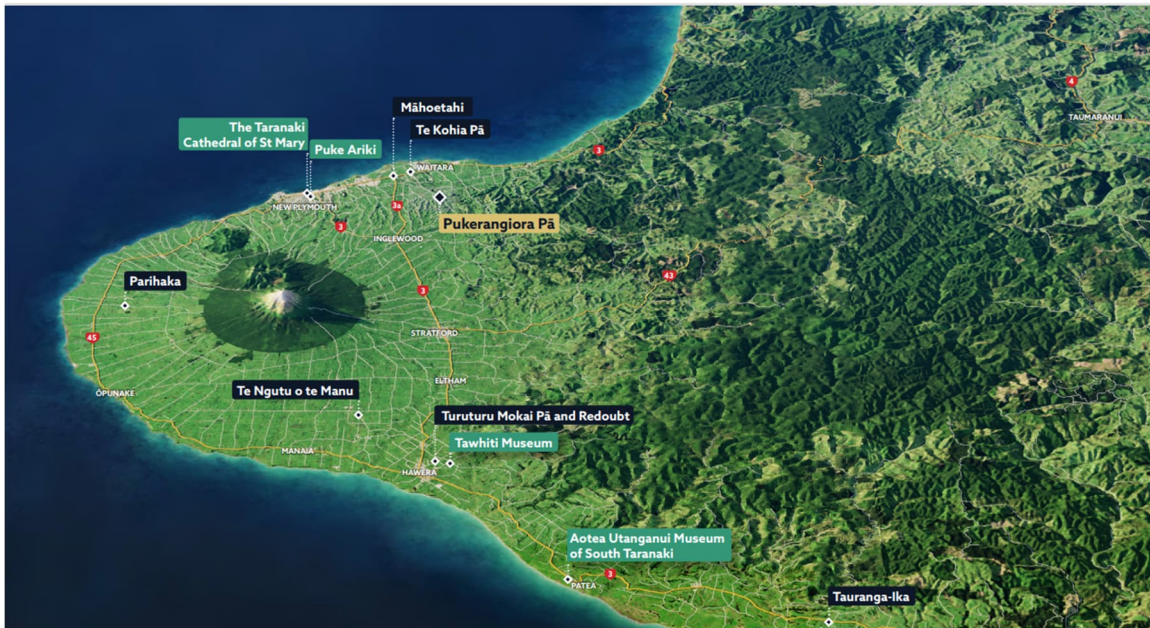 Māhoetahi
Te Kohia Pā
The Taranaki
Cathedral of St Mary
Puke Ariki
WAITARA
NEW PLYMOUTH
3a
3
3
Pukerangiora Pā
INGLEWOOD
4
TAUMARANUI
43
Parihaka
3
45
STRATFORD
ŌPUNAKE
ELTHAM
Te Ngutu o te Manu
Turuturu Mokai Pā and Redoubt
Tawhiti Museum
MANAIA
HAWERA
Aotea Utanganui Museum
of South Taranaki
3
PATEA
Tauranga-Ika